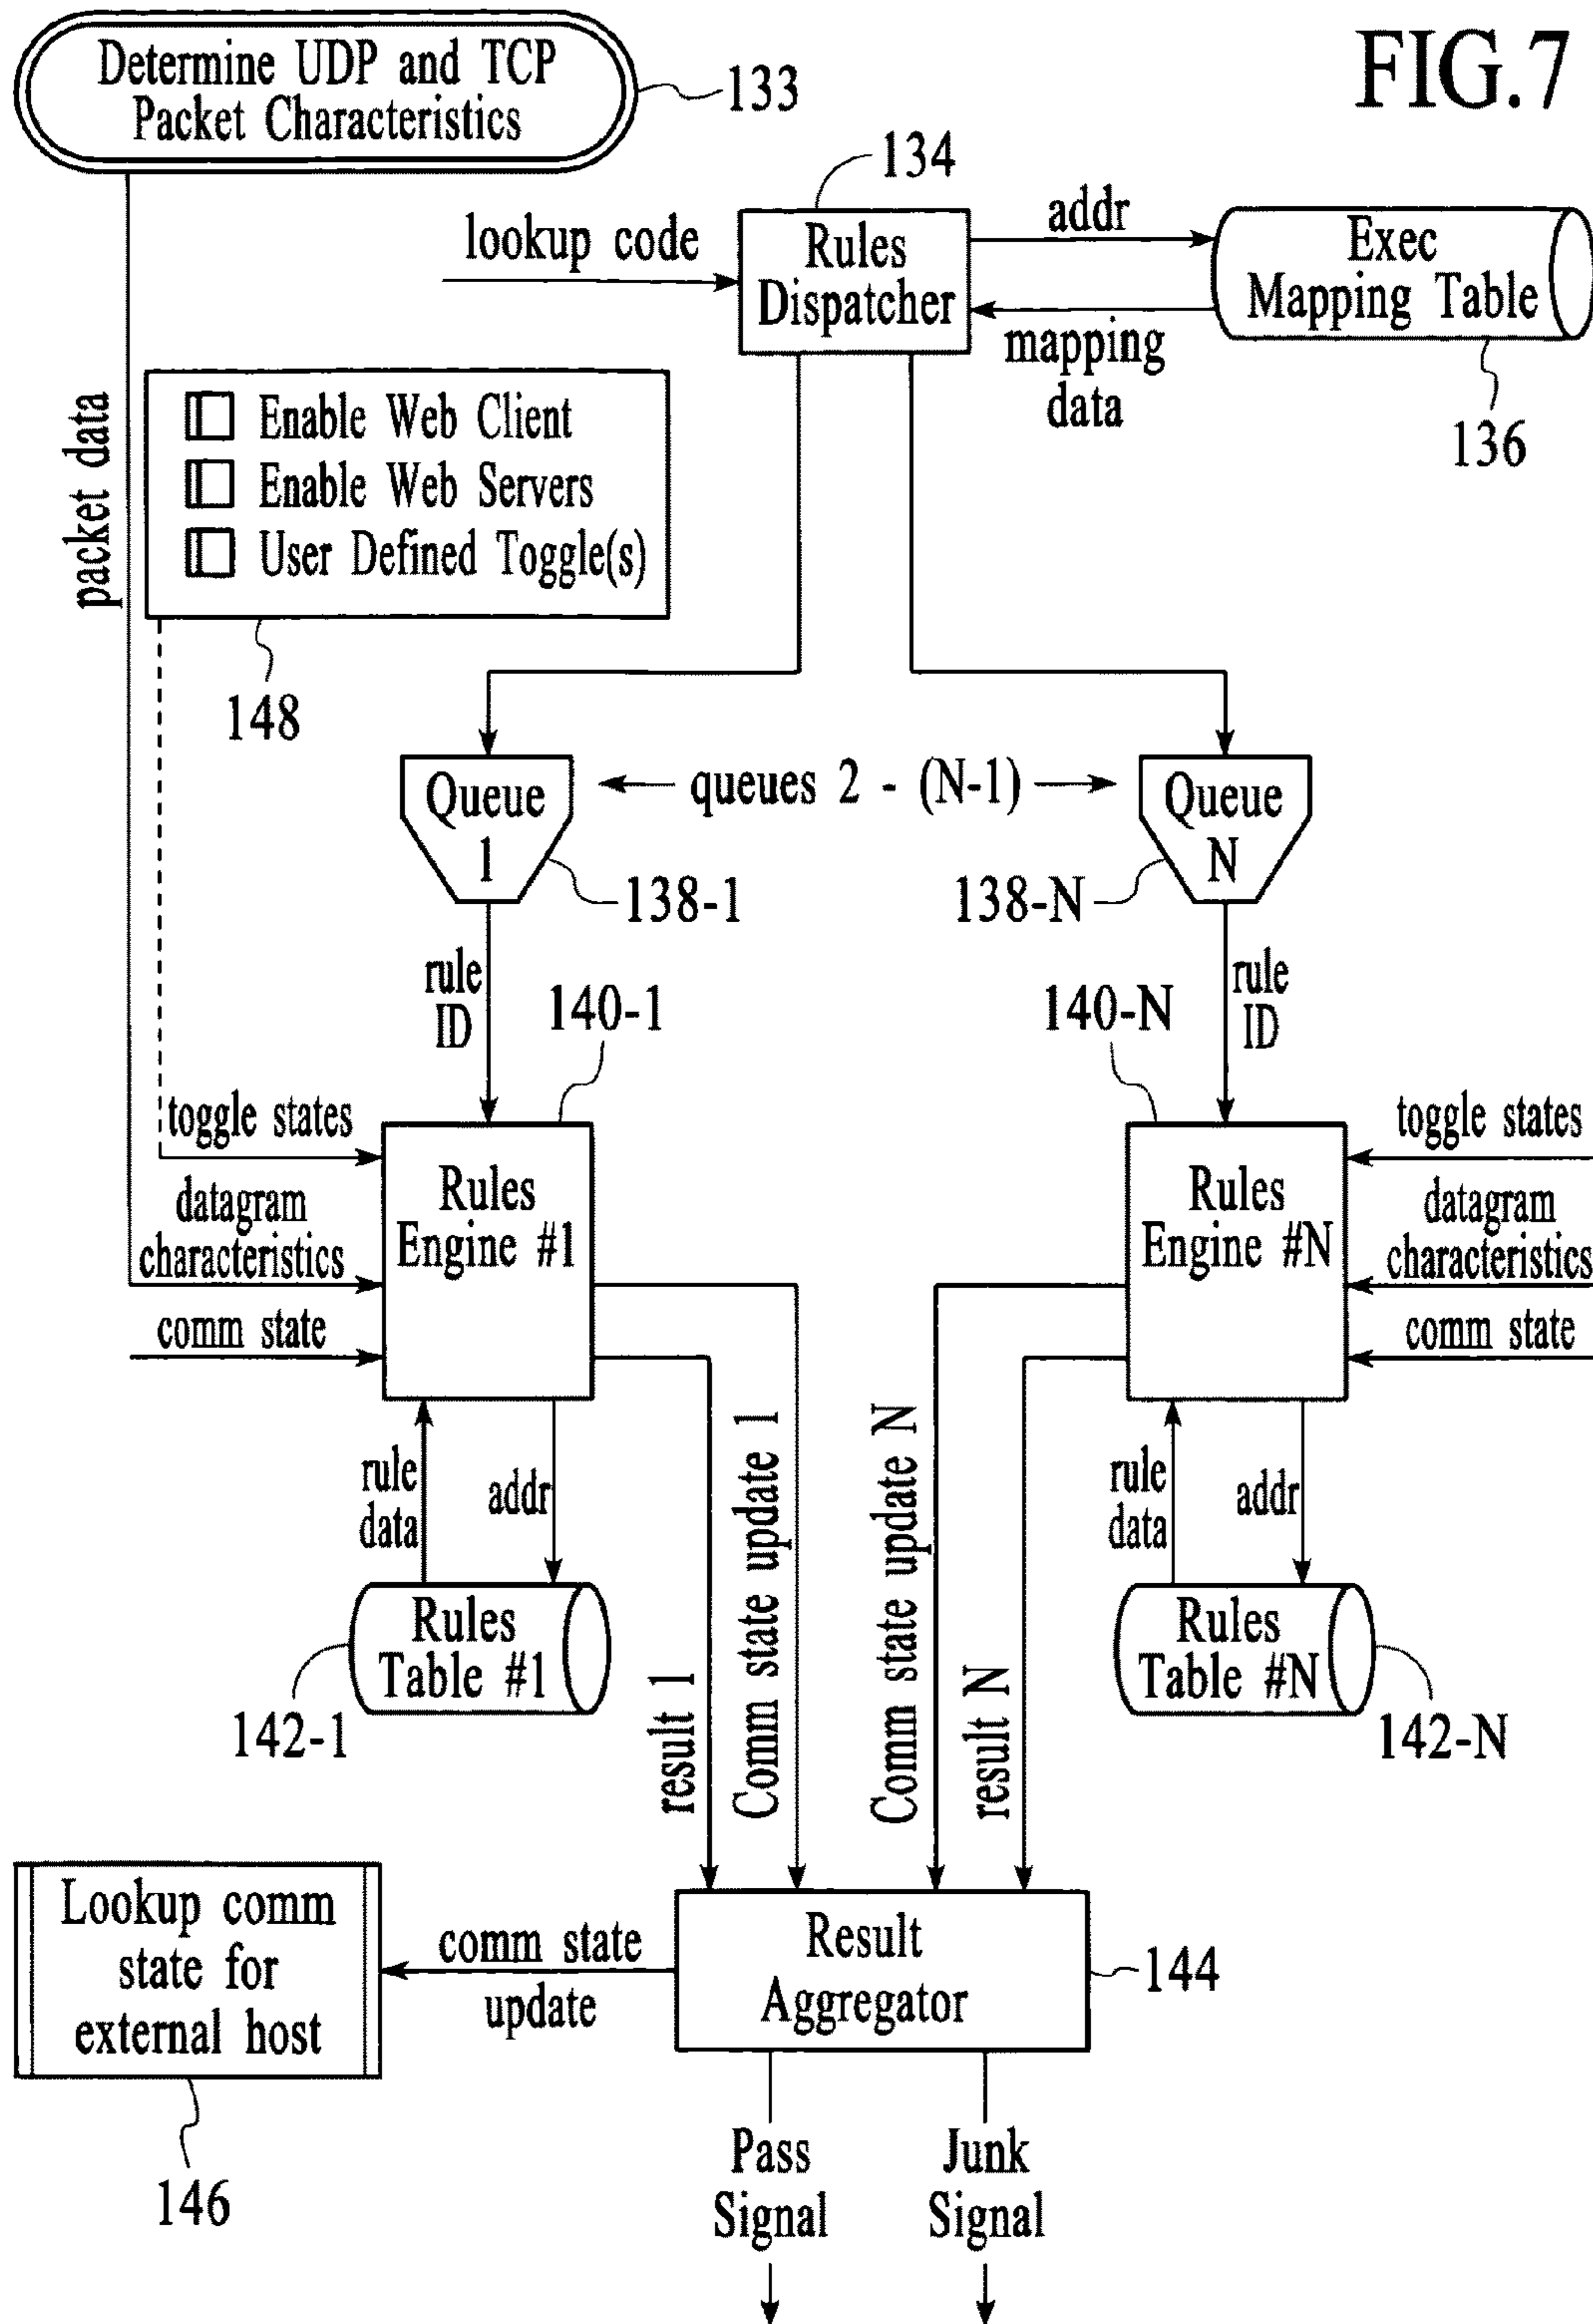 FIG.7
Determine UDP and TCP
Packet Characteristics
133
134
lookup code
Rules
Dispatcher
addr
mapping
data
Exec
Mapping Table
136
packet data
Enable Web Client
Enable Web Servers
User Defined Toggle(s)
148
Queue
1
queues 2 - (N-1)
Queue
N
138-1
138-N
rule
ID
140-1
140-N
rule
ID
toggle states
datagram
characteristics
comm state
Rules
Engine #1
Rules
Engine #N
toggle states
datagram
characteristics
comm state
rule
data
addr
Rules
Table #1
142-1
result 1
Comm state update 1
Comm state update N
result N
rule
data
addr
Rules
Table #N
142-N
Lookup comm
state for
external host
146
comm state
update
Result
Aggregator
144
Pass
Signal
Junk
Signal